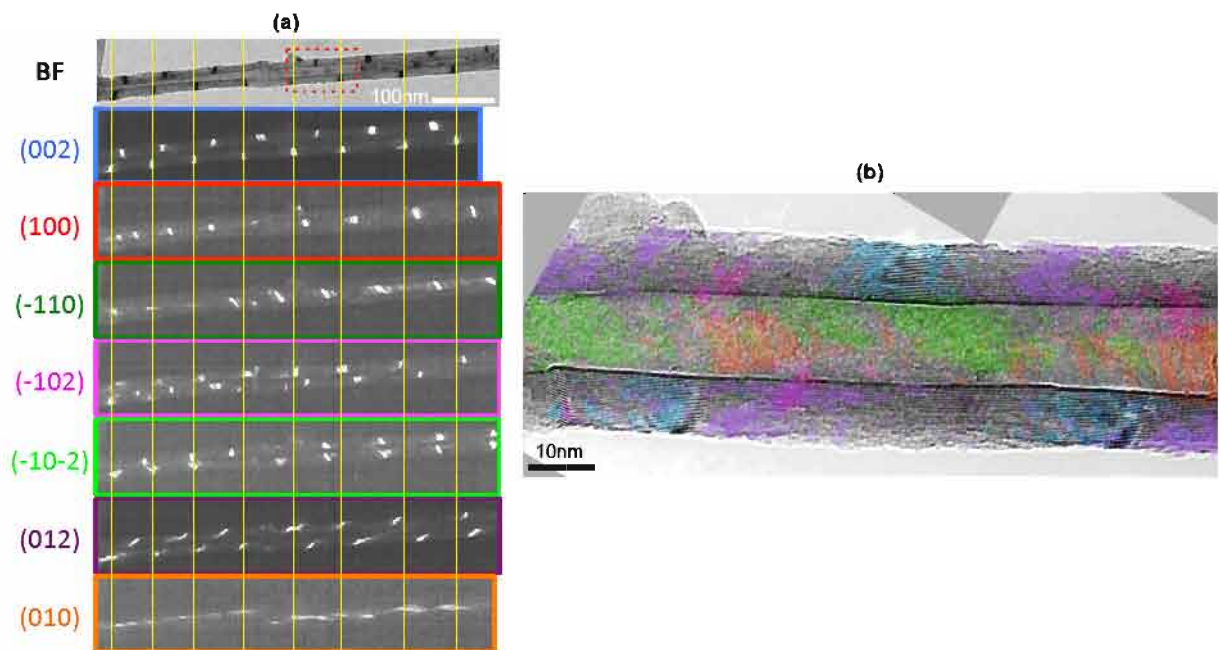 (a)
BF
100nm
(002)
(100)
(-110)
(-102)
(-10-2)
(012)
(010)
(b)
10nm